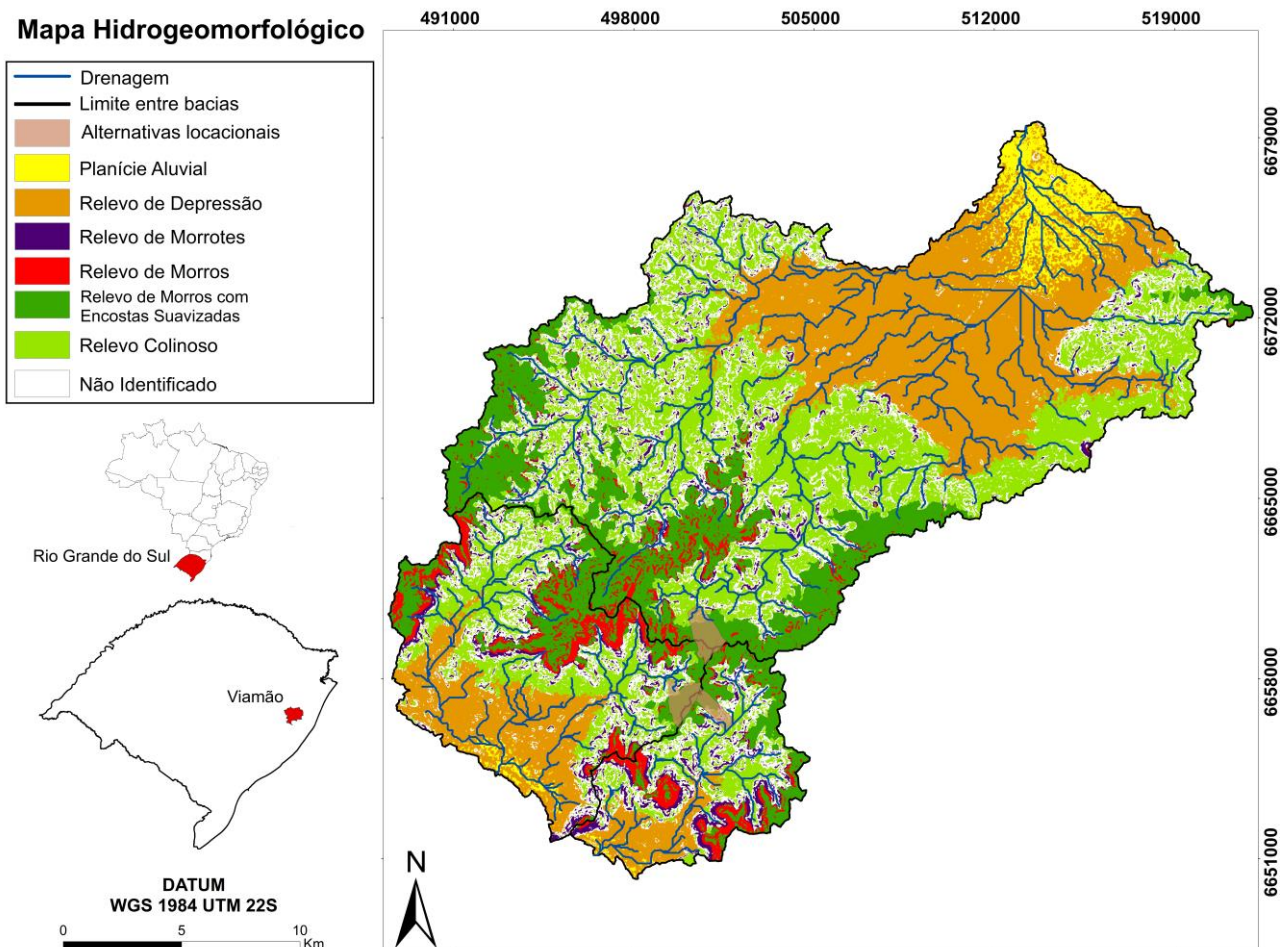 Mapa Hidrogeomorfológico
Drenagem
Limite entre bacias
Alternativas locacionais
Planície Aluvial
Relevo de Depressão
Relevo de Morrotes
Relevo de Morros
Relevo de Morros com
Encostas Suavizadas
Relevo Colinoso
Não Identificado
Rio Grande do Sul
Viamão
DATUM
WGS 1984 UTM 22S
0 5 10
Km
491000 498000 505000 512000 519000
6679000
6672000
6665000
6658000
6651000
N